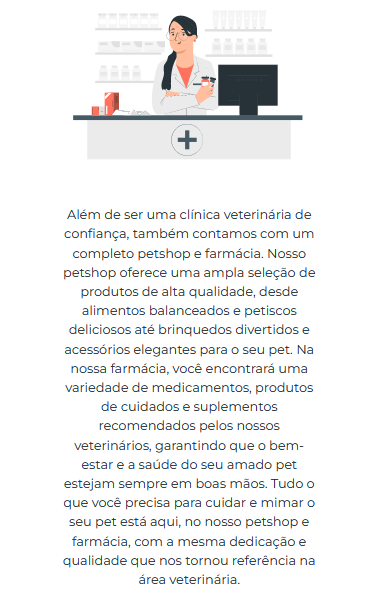 Além de ser uma clínica veterinária de
confiança, também contamos com um
completo petshop e farmácia. Nosso
petshop oferece uma ampla seleção de
produtos de alta qualidade, desde
alimentos balanceados e petiscos
deliciosos até brinquedos divertidos e
acessórios elegantes para o seu pet. Na
nossa farmácia, você encontrará uma
variedade de medicamentos, produtos
de cuidados e suplementos
recomendados pelos nossos
veterinários, garantindo que o bem-
estar e a saúde do seu amado pet
estejam sempre em boas mãos. Tudo o
que você precisa para cuidar e mimar o
seu pet está aqui, no nosso petshop e
farmácia, com a mesma dedicação e
qualidade que nos tornou referência na
área veterinária.